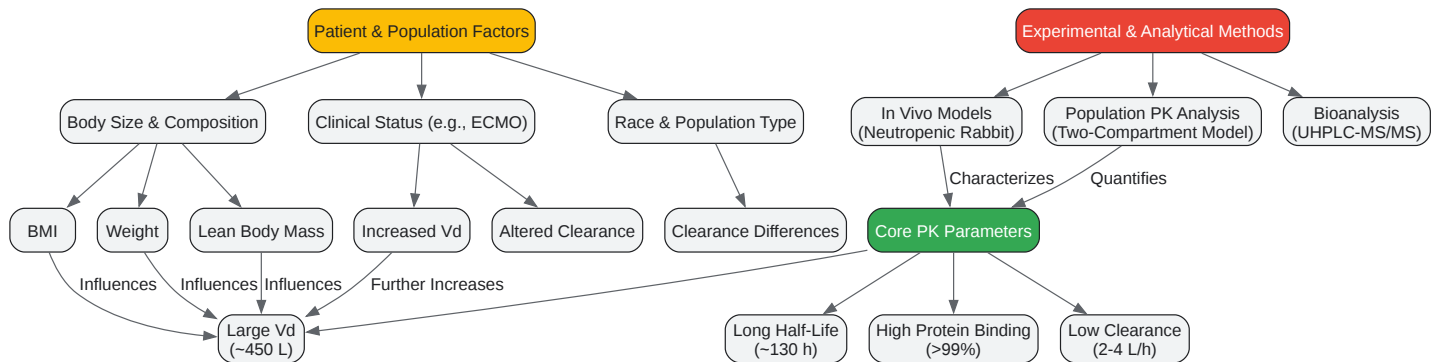 Patient & Population Factors
Experimental & Analytical Methods
Body Size & Composition
Clinical Status (e.g., ECMO)
Race & Population Type
In Vivo Models
(Neutropenic Rabbit)
Population PK Analysis
(Two-Compartment Model)
Bioanalysis
(UHPLC-MS/MS)
Characterizes
Quantifies
BMI
Weight
Lean Body Mass
Increased Vd
Altered Clearance
Clearance Differences
Core PK Parameters
Influences
Influences
Influences
Further Increases
Large Vd
(~450 L)
Long Half-Life
(~130 h)
High Protein Binding
(>99%)
Low Clearance
(2-4 L/h)